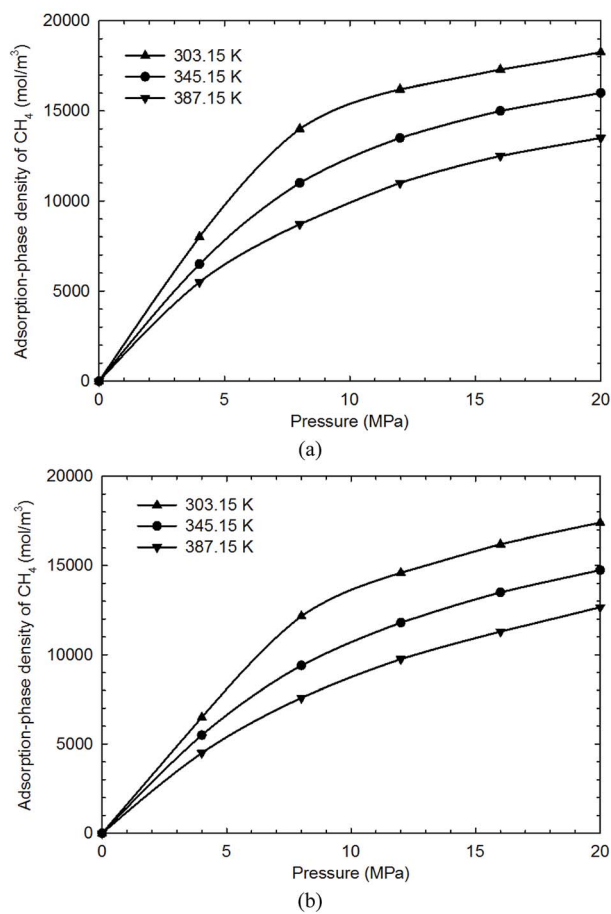 20000
15000
10000
5000
0
Adsorption-phase density of CH₄ (mol/m³)
303.15 K
345.15 K
387.15 K
0 5 10 15 20
Pressure (MPa)
(a)
20000
15000
10000
5000
0
Adsorption-phase density of CH₄ (mol/m³)
303.15 K
345.15 K
387.15 K
0 5 10 15 20
Pressure (MPa)
(b)